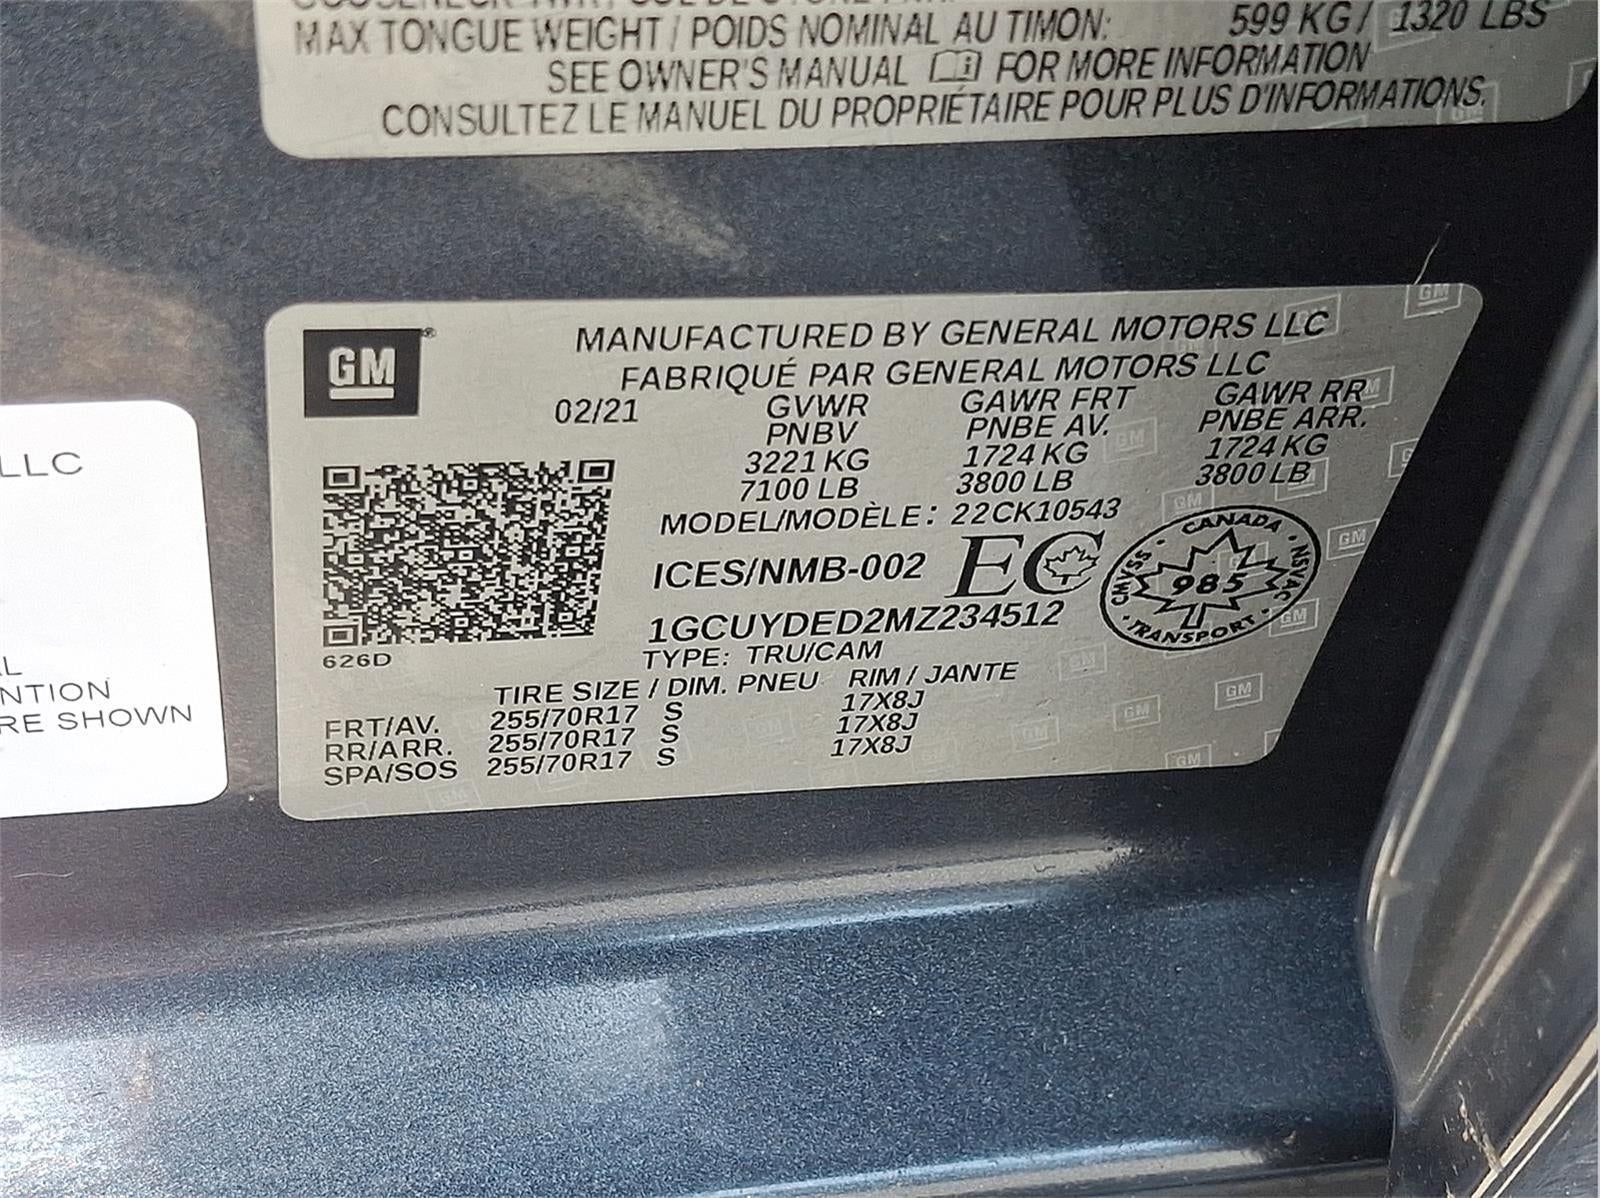 MAX TONGUE WEIGHT / POIDS NOMINAL AU TIMON: 599 KG / 1320 LBS
SEE OWNER'S MANUAL FOR MORE INFORMATION
CONSULTEZ LE MANUEL DU PROPRIÉTAIRE POUR PLUS D'INFORMATIONS.
LLC
L
NTION
RE SHOWN
GM®
MANUFACTURED BY GENERAL MOTORS LLC
FABRIQUÉ PAR GENERAL MOTORS LLC
02/21 GVWR GAWR FRT GAWR RR
PNBV PNBE AV. PNBE ARR.
3221 KG 1724 KG 1724 KG
7100 LB 3800 LB 3800 LB
MODEL/MODÈLE: 22CK10543
ICES/NMB-002 EC
CANADA
CMVSS 985 NSVAC
TRANSPORT
1GCUYDED2MZ234512
626D
TYPE: TRU/CAM
TIRE SIZE / DIM. PNEU RIM / JANTE
FRT/AV. 255/70R17 S 17X8J
RR/ARR. 255/70R17 S 17X8J
SPA/SOS 255/70R17 S 17X8J